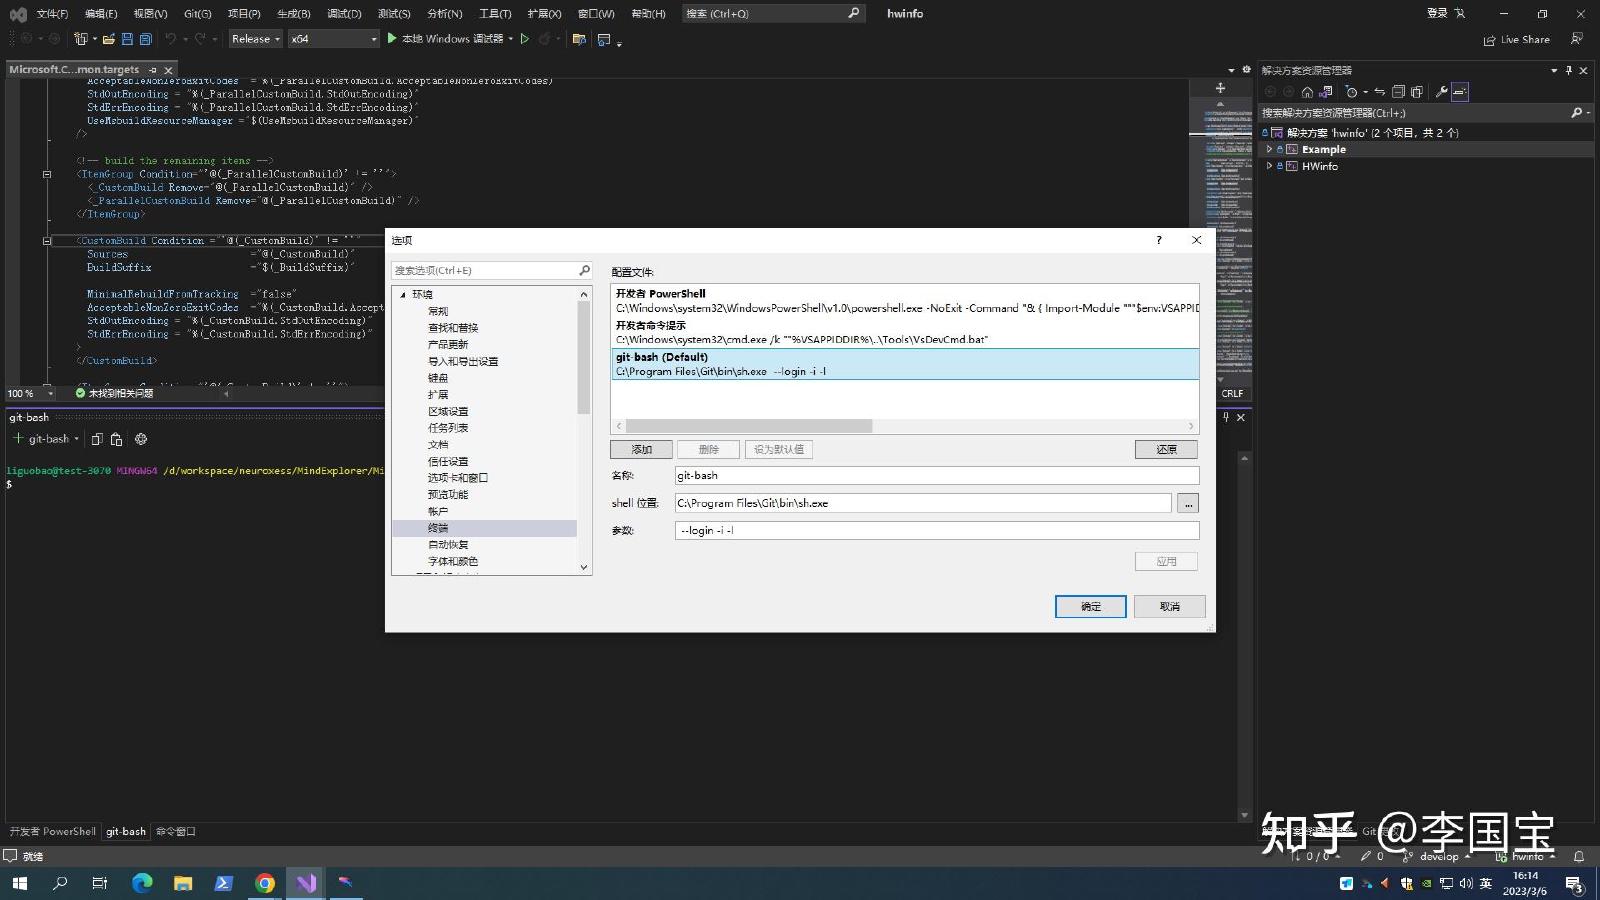 文件(F) 编辑(E) 视图(V) Git(G) 项目(P) 生成(B) 调试(D) 测试(S) 分析(N) 工具(T) 扩展(X) 窗口(W) 帮助(H) 搜索 (Ctrl+Q) hwinfo 登录
Release x64 本地 Windows 调试器 Live Share
Microsoft.C...mon.targets
AcceptableNonZeroExitCodes ="%(_ParallelCustomBuild.AcceptableNonZeroExitCodes)"
StdOutEncoding = "%(_ParallelCustomBuild.StdOutEncoding)"
StdErrEncoding = "%(_ParallelCustomBuild.StdErrEncoding)"
UseMsbuildResourceManager ="$(UseMsbuildResourceManager)"
/>
<!-- build the remaining items -->
<ItemGroup Condition="'@(_ParallelCustomBuild)' != ''">
<_CustomBuild Remove="@(_ParallelCustomBuild)" />
<_ParallelCustomBuild Remove="@(_ParallelCustomBuild)" />
</ItemGroup>
<CustomBuild Condition ="'@(_CustomBuild)' != ''"
Sources ="@(_CustomBuild)"
BuildSuffix ="$(_BuildSuffix)"
MinimalRebuildFromTracking ="false"
AcceptableNonZeroExitCodes ="%(_CustomBuild.Accept
StdOutEncoding = "%(_CustomBuild.StdOutEncoding)"
StdErrEncoding = "%(_CustomBuild.StdErrEncoding)"
>
</CustomBuild>
100 % 未找到相关问题 CRLF
git-bash
git-bash
liguobao@test-3070 MINGW64 /d/workspace/neuroxess/MindExplorer/Mi
$
选项
搜索选项(Ctrl+E)
环境
常规
查找和替换
产品更新
导入和导出设置
键盘
扩展
区域设置
任务列表
文档
信任设置
选项卡和窗口
预览功能
帐户
终端
自动恢复
字体和颜色
配置文件:
开发者 PowerShell
C:\Windows\system32\WindowsPowerShell\v1.0\powershell.exe -NoExit -Command "& { Import-Module """$env:VSAPPID
开发者命令提示
C:\Windows\system32\cmd.exe /k ""%VSAPPIDDIR%\..\Tools\VsDevCmd.bat"
git-bash (Default)
C:\Program Files\Git\bin\sh.exe --login -i -l
添加 删除 设为默认值 还原
名称: git-bash
shell 位置: C:\Program Files\Git\bin\sh.exe ...
参数: --login -i -l
应用
确定 取消
解决方案资源管理器
搜索解决方案资源管理器(Ctrl+;)
解决方案 'hwinfo' (2 个项目，共 2 个)
Example
HWinfo
开发者 PowerShell git-bash 命令窗口
知乎 @李国宝
就绪 0 / 0 0 develop hwinfo
英 16:14
2023/3/6 3